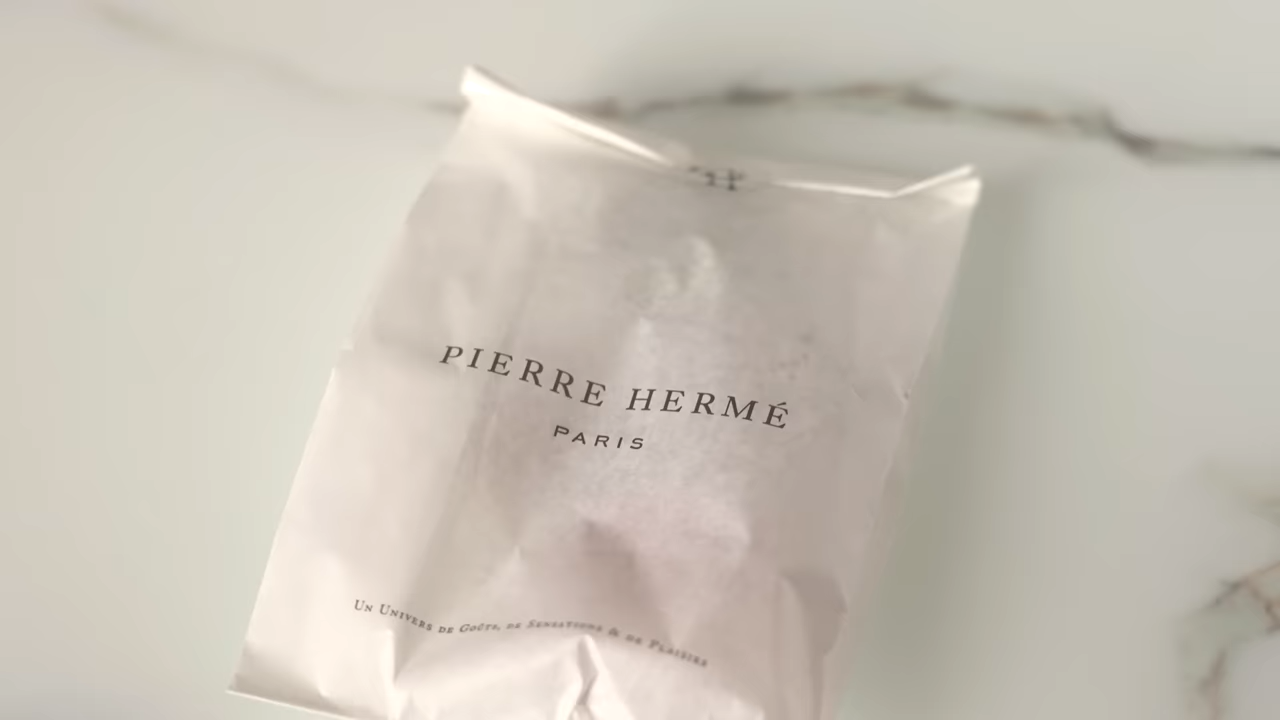 PIERRE HERMÉ
PARIS
Un Univers de Goûts, de Sensations & de Plaisirs